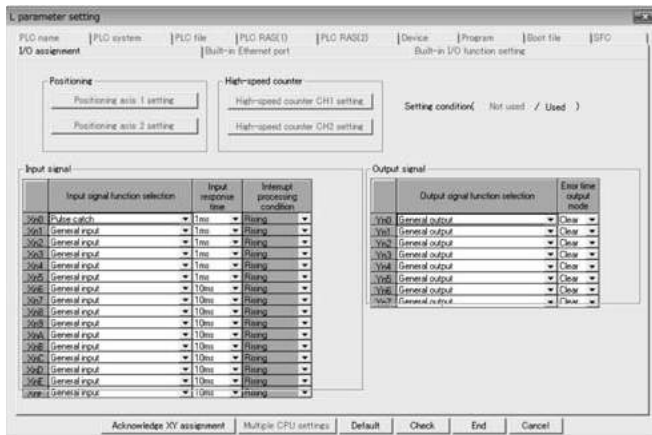 L parameter setting
PLC name PLC system PLC file PLC RAS(1) PLC RAS(2) Device Program Boot file SFC
I/O assignment Built-in Ethernet port Built-in I/O function setting
Positioning High-speed counter
Positioning axis 1 setting High-speed counter CH1 setting Setting condition( Not used / Used )
Positioning axis 2 setting High-speed counter CH2 setting
Input signal Output signal
Input signal function selection Input response time Interrupt processing condition Output signal function selection Error time output mode
Xn0 Pulse catch 1ms Rising Yn0 General output Clear
Xn1 General input 1ms Rising Yn1 General output Clear
Xn2 General input 1ms Rising Yn2 General output Clear
Xn3 General input 1ms Rising Yn3 General output Clear
Xn4 General input 1ms Rising Yn4 General output Clear
Xn5 General input 1ms Rising Yn5 General output Clear
Xn6 General input 10ms Rising Yn6 General output Clear
Xn7 General input 10ms Rising Yn7 General output Clear
Xn8 General input 10ms Rising
Xn9 General input 10ms Rising
XnA General input 10ms Rising
XnB General input 10ms Rising
XnC General input 10ms Rising
XnD General input 10ms Rising
XnE General input 10ms Rising
XnF General input 10ms Rising
Acknowledge XY assignment Multiple CPU settings Default Check End Cancel